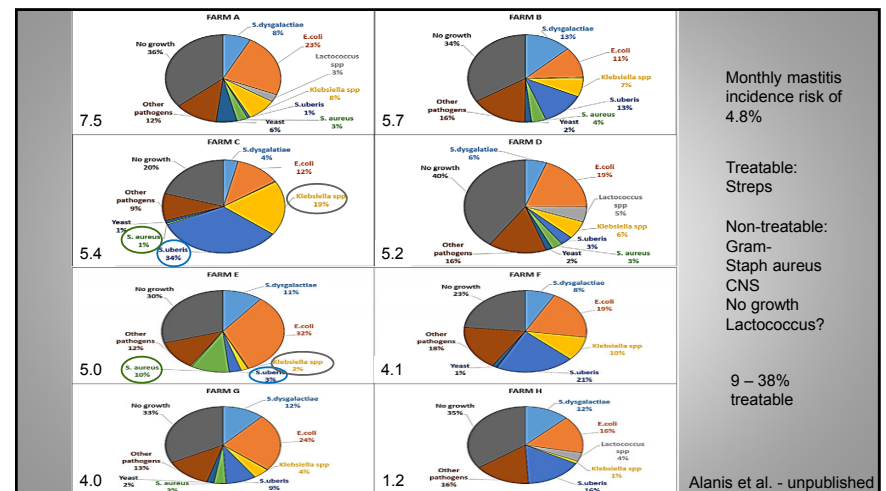 FARM A
S.dysgalactiae
8%
E.coli
23%
Lactococcus
spp
3%
Klebsiella spp
8%
S.uberis
1%
S. aureus
3%
Yeast
6%
Other
pathogens
12%
No growth
36%
7.5
FARM B
S.dysgalactiae
13%
E.coli
11%
Klebsiella spp
7%
S.uberis
13%
S. aureus
4%
Yeast
2%
Other
pathogens
16%
No growth
34%
5.7
FARM C
S.dysgalatiae
4%
E.coli
12%
Klebsiella spp
19%
S.uberis
34%
S. aureus
1%
Yeast
1%
Other
pathogens
9%
No growth
20%
5.4
FARM D
S.dysgalatiae
6%
E.coli
19%
Lactococcus
spp
5%
Klebsiella spp
6%
S.uberis
3%
S. aureus
3%
Yeast
2%
Other
pathogens
16%
No growth
40%
5.2
FARM E
S.dysgalactiae
11%
E.coli
32%
Klebsiella spp
2%
S.uberis
3%
S. aureus
10%
Other
pathogens
12%
No growth
30%
5.0
FARM F
S.dysgalactiae
8%
E.coli
19%
Klebsiella spp
10%
S.uberis
21%
Yeast
1%
Other
pathogens
18%
No growth
23%
4.1
FARM G
S.dysgalactiae
12%
E.coli
24%
Klebsiella spp
4%
S.uberis
9%
S. aureus
Yeast
2%
Other
pathogens
13%
No growth
33%
4.0
FARM H
S.dysgalactiae
12%
E.coli
16%
Lactococcus
spp
4%
Klebsiella spp
1%
S.uberis
16%
Other
pathogens
16%
No growth
35%
1.2
Monthly mastitis
incidence risk of
4.8%
Treatable:
Streps
Non-treatable:
Gram-
Staph aureus
CNS
No growth
Lactococcus?
9 – 38%
treatable
Alanis et al. - unpublished